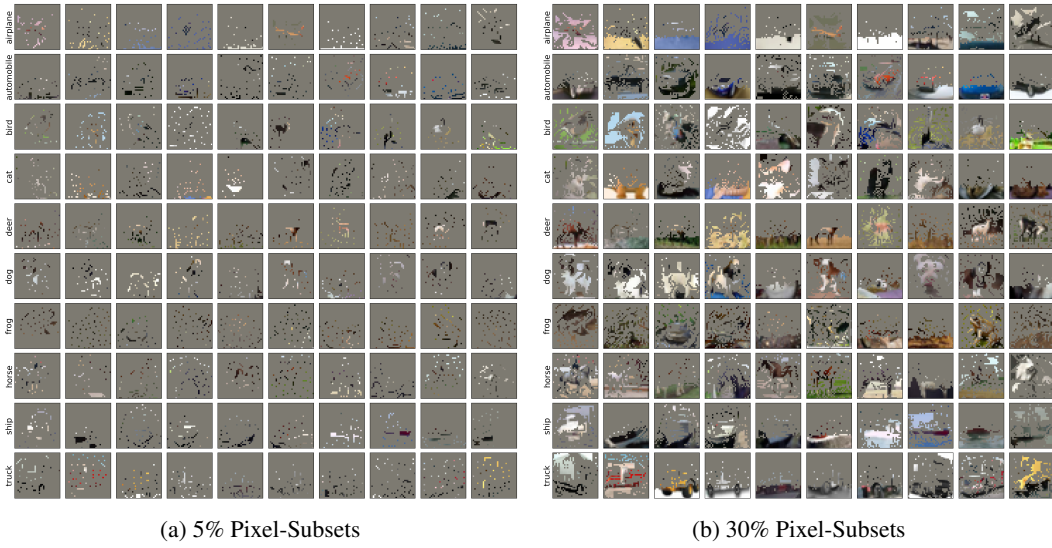 airplane
automobile
bird
cat
deer
dog
frog
horse
ship
truck
(a) 5% Pixel-Subsets
airplane
automobile
bird
cat
deer
dog
frog
horse
ship
truck
(b) 30% Pixel-Subsets